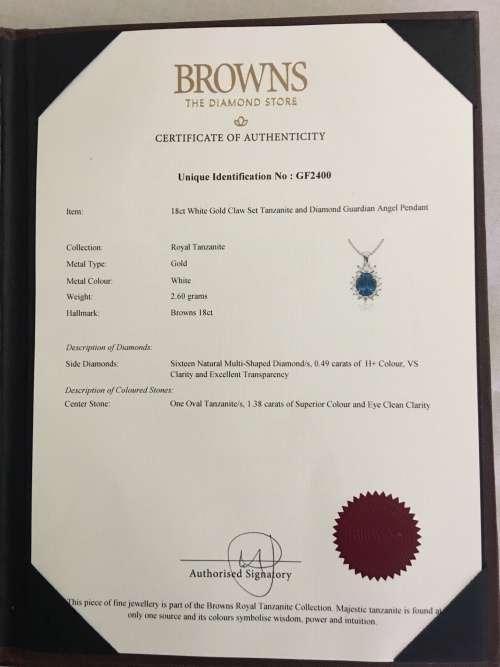 BROWNS
THE DIAMOND STORE
CERTIFICATE OF AUTHENTICITY
Unique Identification No : GF2400
Item: 18ct White Gold Claw Set Tanzanite and Diamond Guardian Angel Pendant
Collection: Royal Tanzanite
Metal Type: Gold
Metal Colour: White
Weight: 2.60 grams
Hallmark: Browns 18ct
Description of Diamonds:
Side Diamonds: Sixteen Natural Multi-Shaped Diamond/s, 0.49 carats of H+ Colour, VS
Clarity and Excellent Transparency
Description of Coloured Stones:
Center Stone: One Oval Tanzanite/s, 1.38 carats of Superior Colour and Eye Clean Clarity
BROWNS
Authorised Signatory
This piece of fine jewellery is part of the Browns Royal Tanzanite Collection. Majestic tanzanite is found at
only one source and its colours symbolise wisdom, power and intuition.